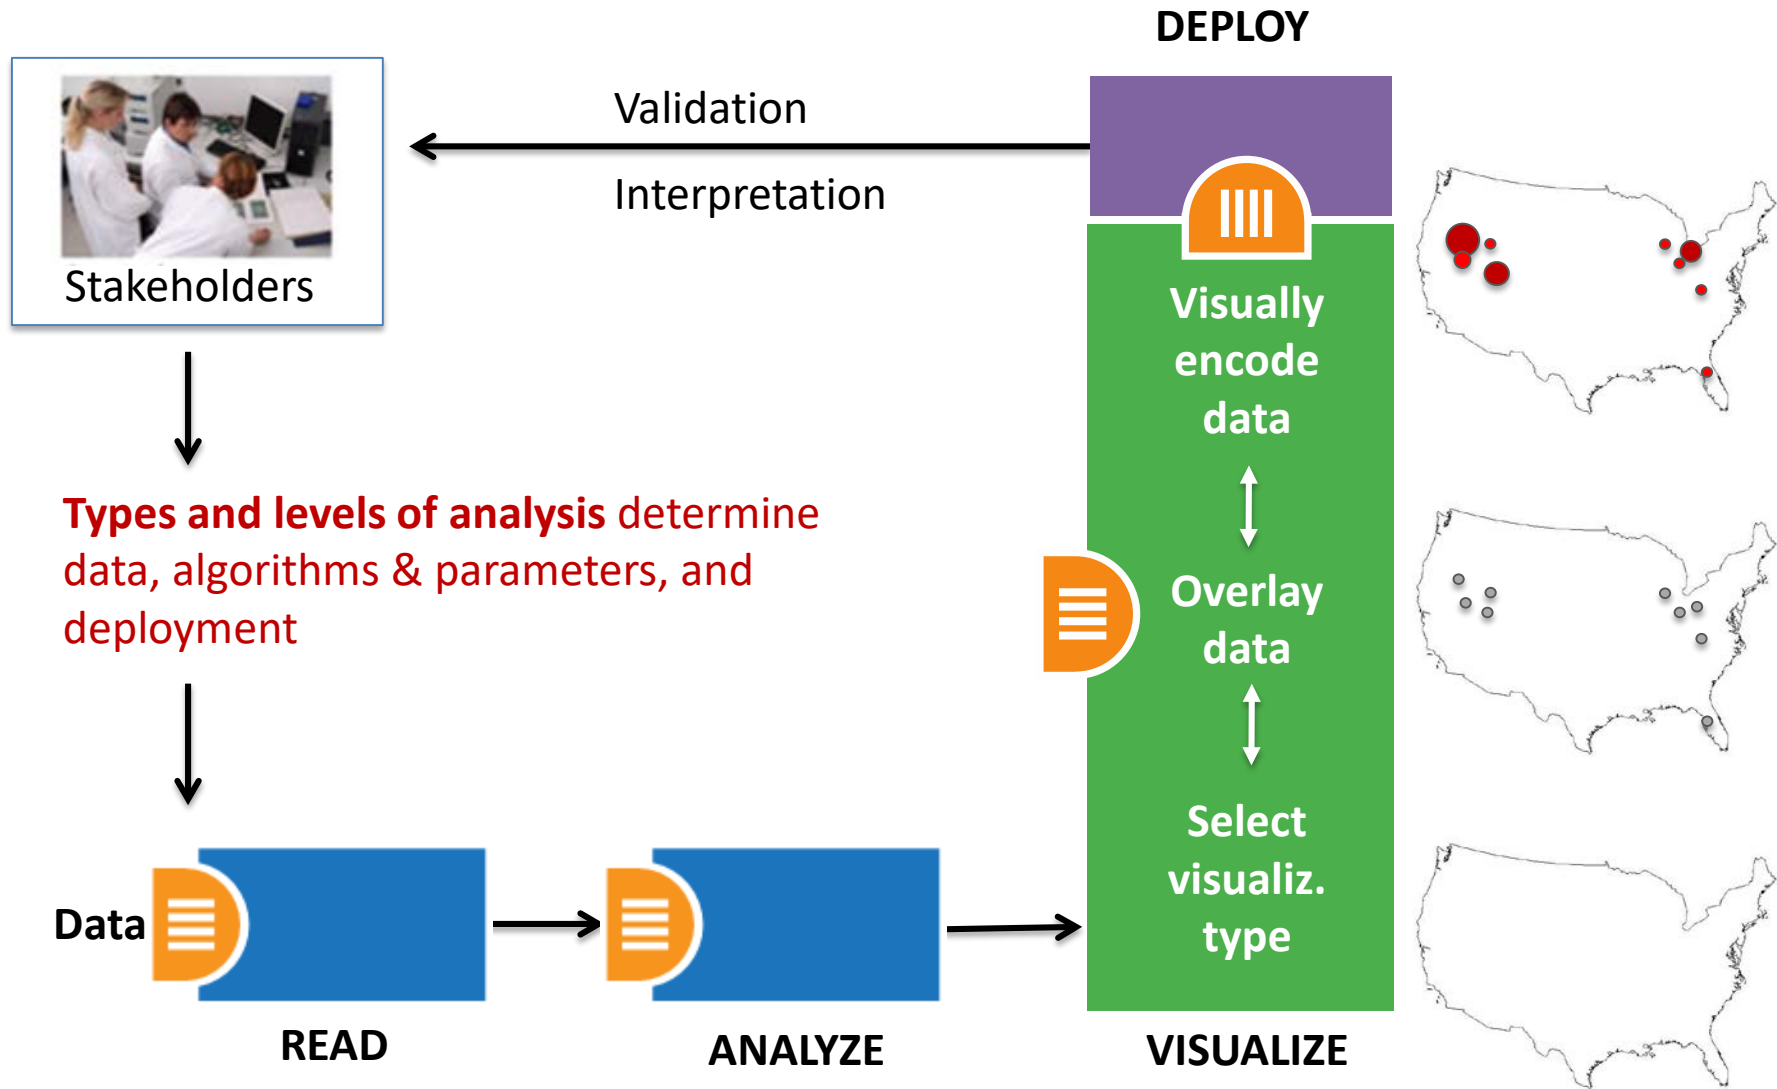 DEPLOY
Validation
Interpretation
Stakeholders
Types and levels of analysis determine
data, algorithms & parameters, and
deployment
Visually
encode
data
Overlay
data
Select
visualiz.
type
Data
READ
ANALYZE
VISUALIZE